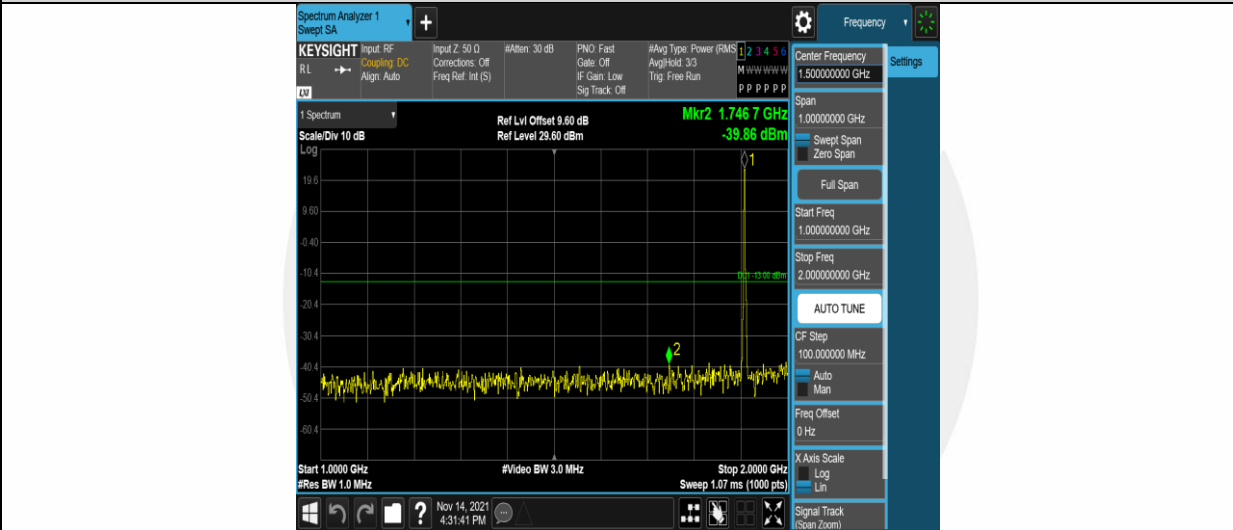 Spectrum Analyzer 1
Swept SA
Frequency
KEYSIGHT
RL
LXI
Input: RF
Coupling: DC
Align: Auto
Input Z: 50 Ω
Corrections: Off
Freq Ref: Int (S)
#Atten: 30 dB
PNO: Fast
Gate: Off
IF Gain: Low
Sig Track: Off
#Avg Type: Power (RMS
Avg|Hold: 3/3
Trig: Free Run
1 2 3 4 5 6
M W W W W W
P P P P P P
Center Frequency
1.500000000 GHz
Settings
Span
1.00000000 GHz
Swept Span
Zero Span
Full Span
Start Freq
1.000000000 GHz
Stop Freq
2.000000000 GHz
AUTO TUNE
CF Step
100.000000 MHz
Auto
Man
Freq Offset
0 Hz
X Axis Scale
Log
Lin
Signal Track
(Span Zoom)
1 Spectrum
Scale/Div 10 dB
Log
Ref Lvl Offset 9.60 dB
Ref Level 29.60 dBm
Mkr2 1.746 7 GHz
-39.86 dBm
1
19.6
9.60
-0.40
-10.4
DL1 -13.00 dBm
-20.4
-30.4
2
-40.4
-50.4
-60.4
Start 1.0000 GHz
#Video BW 3.0 MHz
Stop 2.0000 GHz
#Res BW 1.0 MHz
Sweep 1.07 ms (1000 pts)
?
Nov 14, 2021
4:31:41 PM